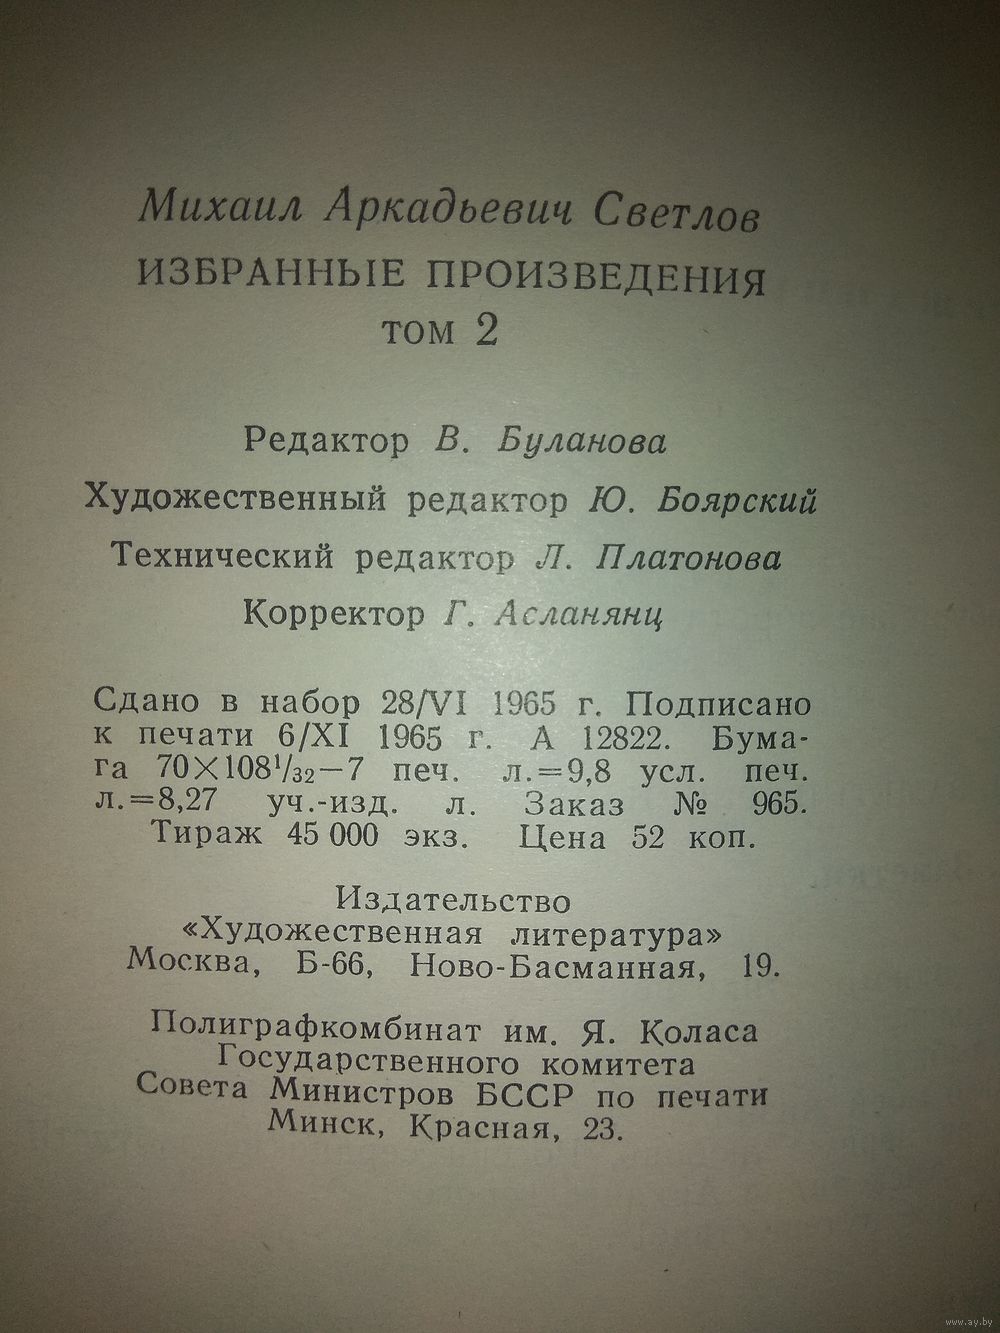 Михаил Аркадьевич Светлов
ИЗБРАННЫЕ ПРОИЗВЕДЕНИЯ
том 2
Редактор В. Буланова
Художественный редактор Ю. Боярский
Технический редактор Л. Платонова
Корректор Г. Асланянц
Сдано в набор 28/VI 1965 г. Подписано
к печати 6/XI 1965 г. А 12822. Бума-
га 70×108¹/₃₂—7 печ. л.=9,8 усл. печ.
л.=8,27 уч.-изд. л. Заказ № 965.
Тираж 45 000 экз. Цена 52 коп.
Издательство
«Художественная литература»
Москва, Б-66, Ново-Басманная, 19.
Полиграфкомбинат им. Я. Коласа
Государственного комитета
Совета Министров БССР по печати
Минск, Красная, 23.
www.ay.by